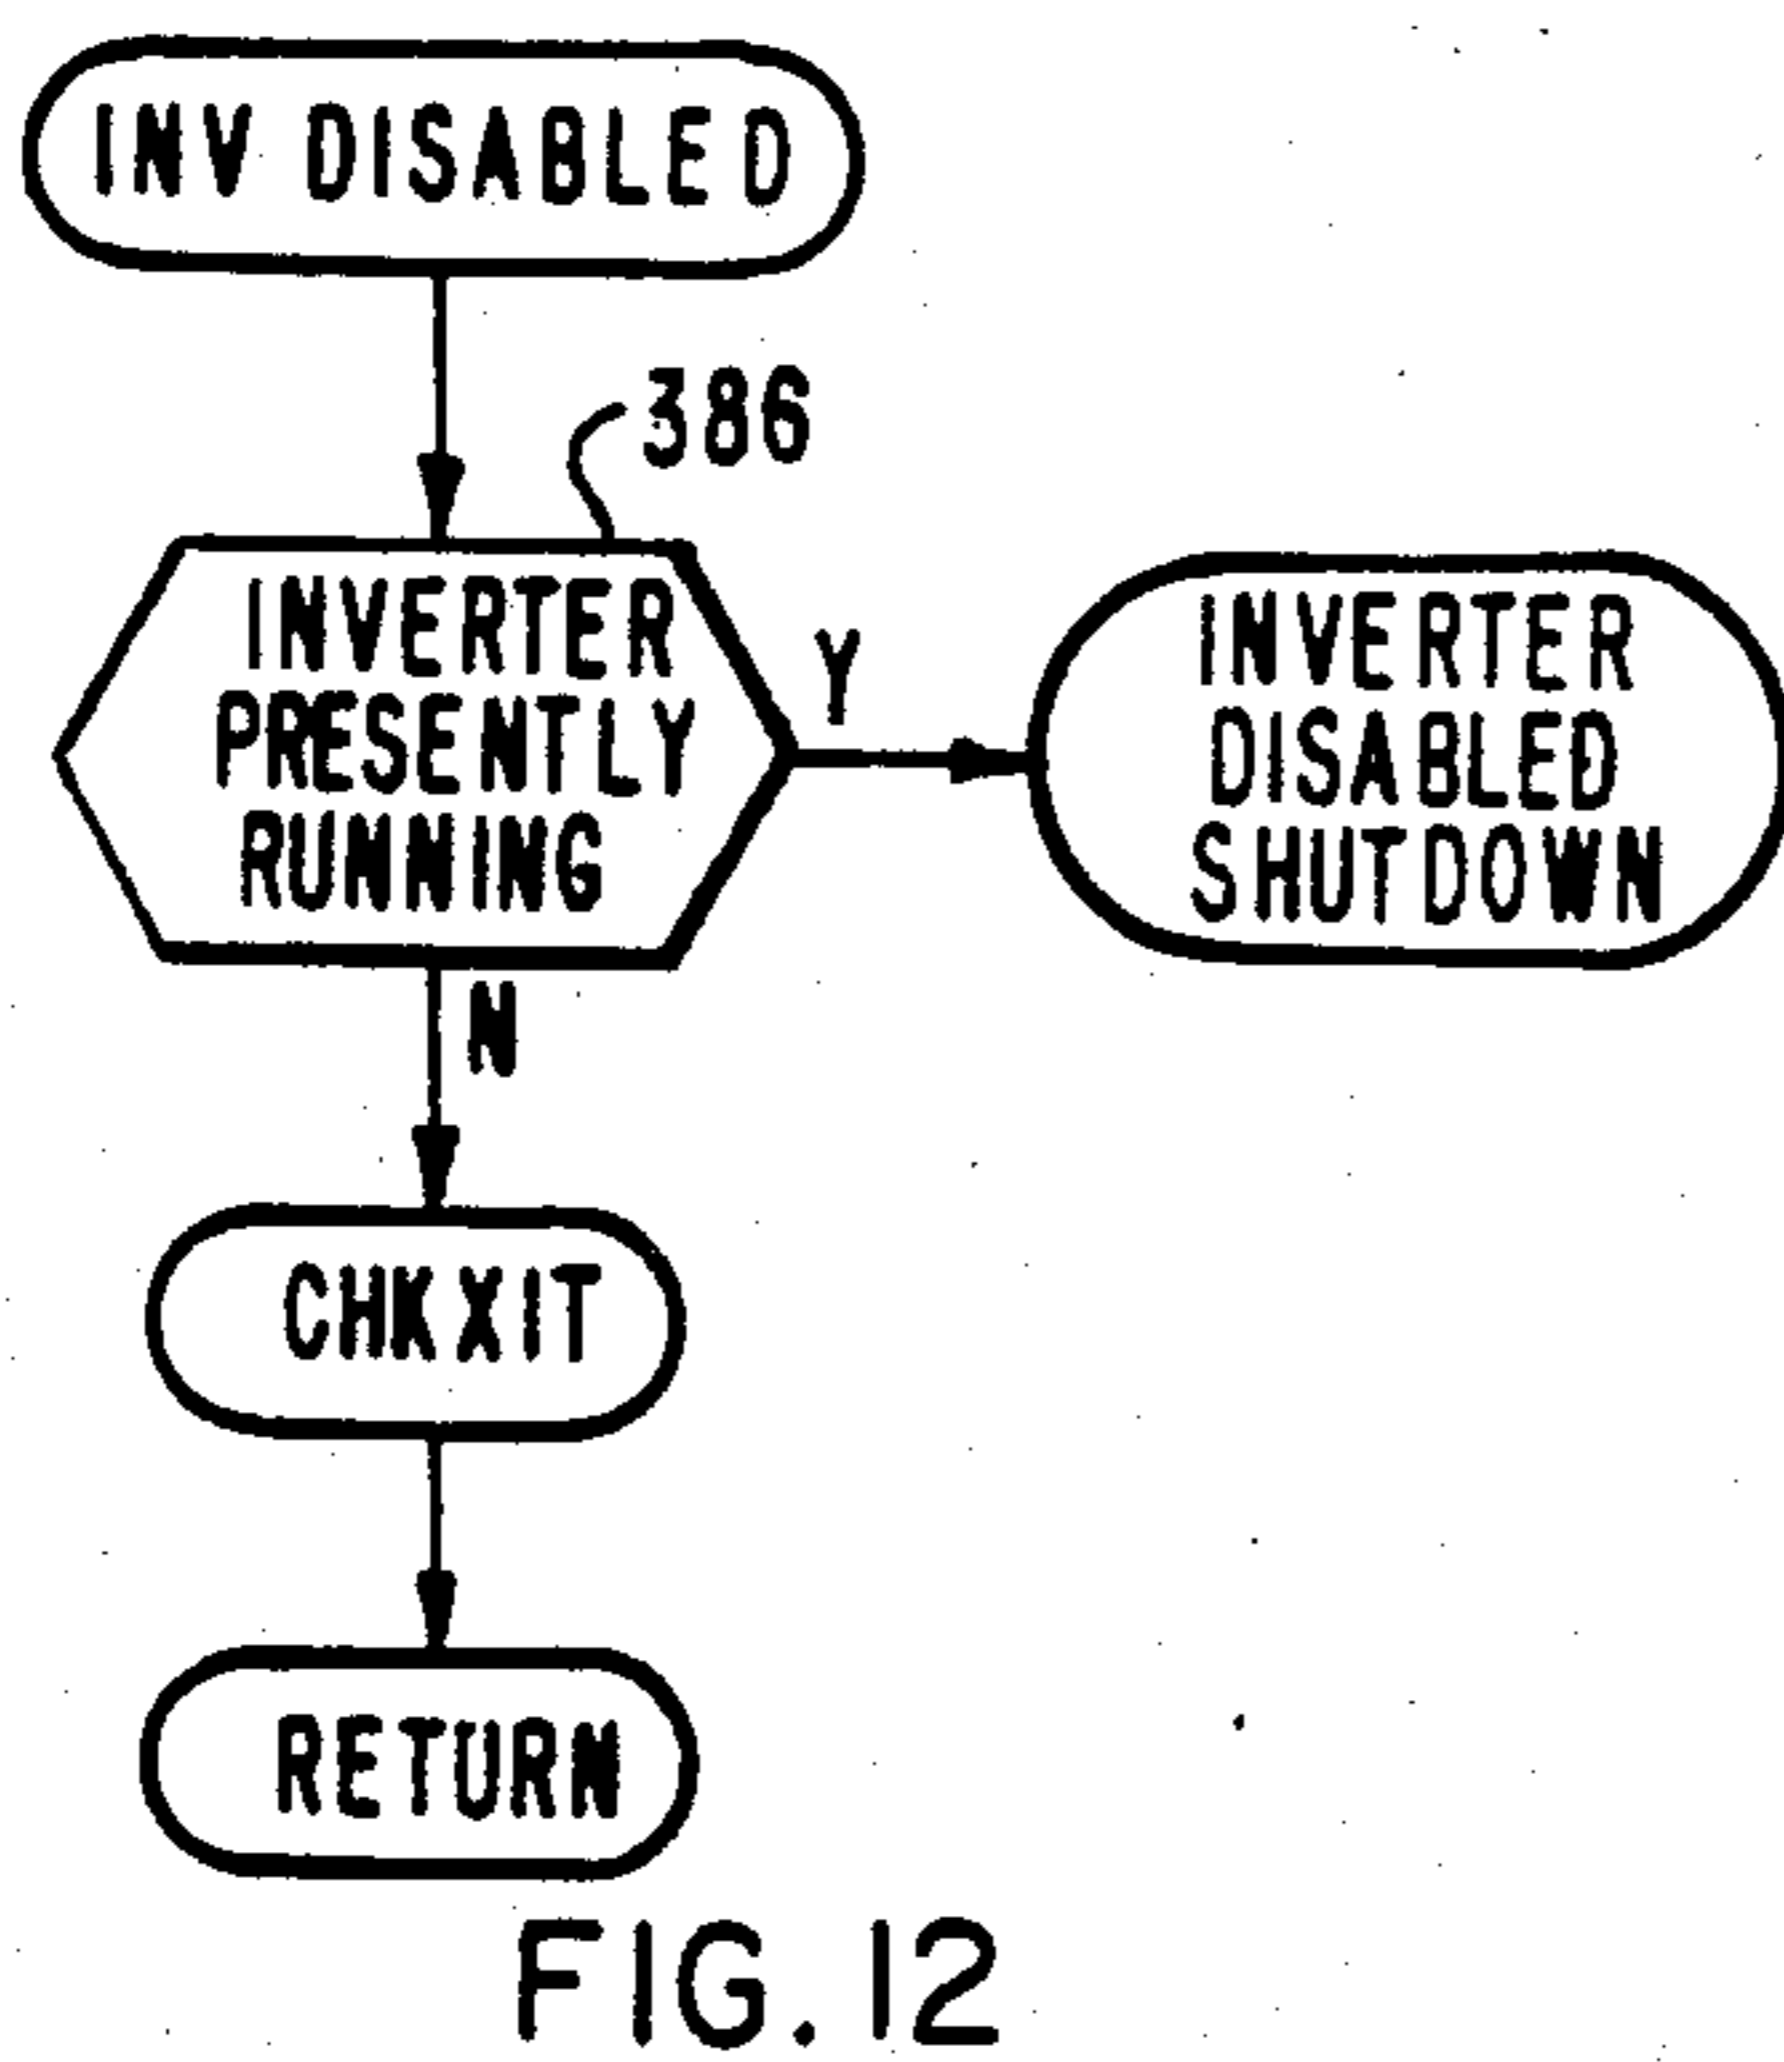 INV DISABLED
386
INVERTER
PRESENTLY
RUNNING
Y
INVERTER
DISABLED
SHUTDOWN
N
CHKXIT
RETURN
FIG. 12